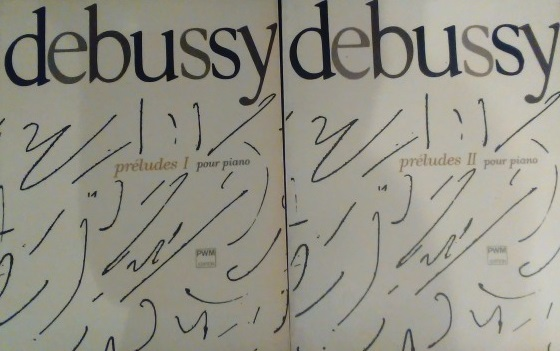 debussy
préludes I pour piano
PWM
debussy
préludes II pour piano
PWM